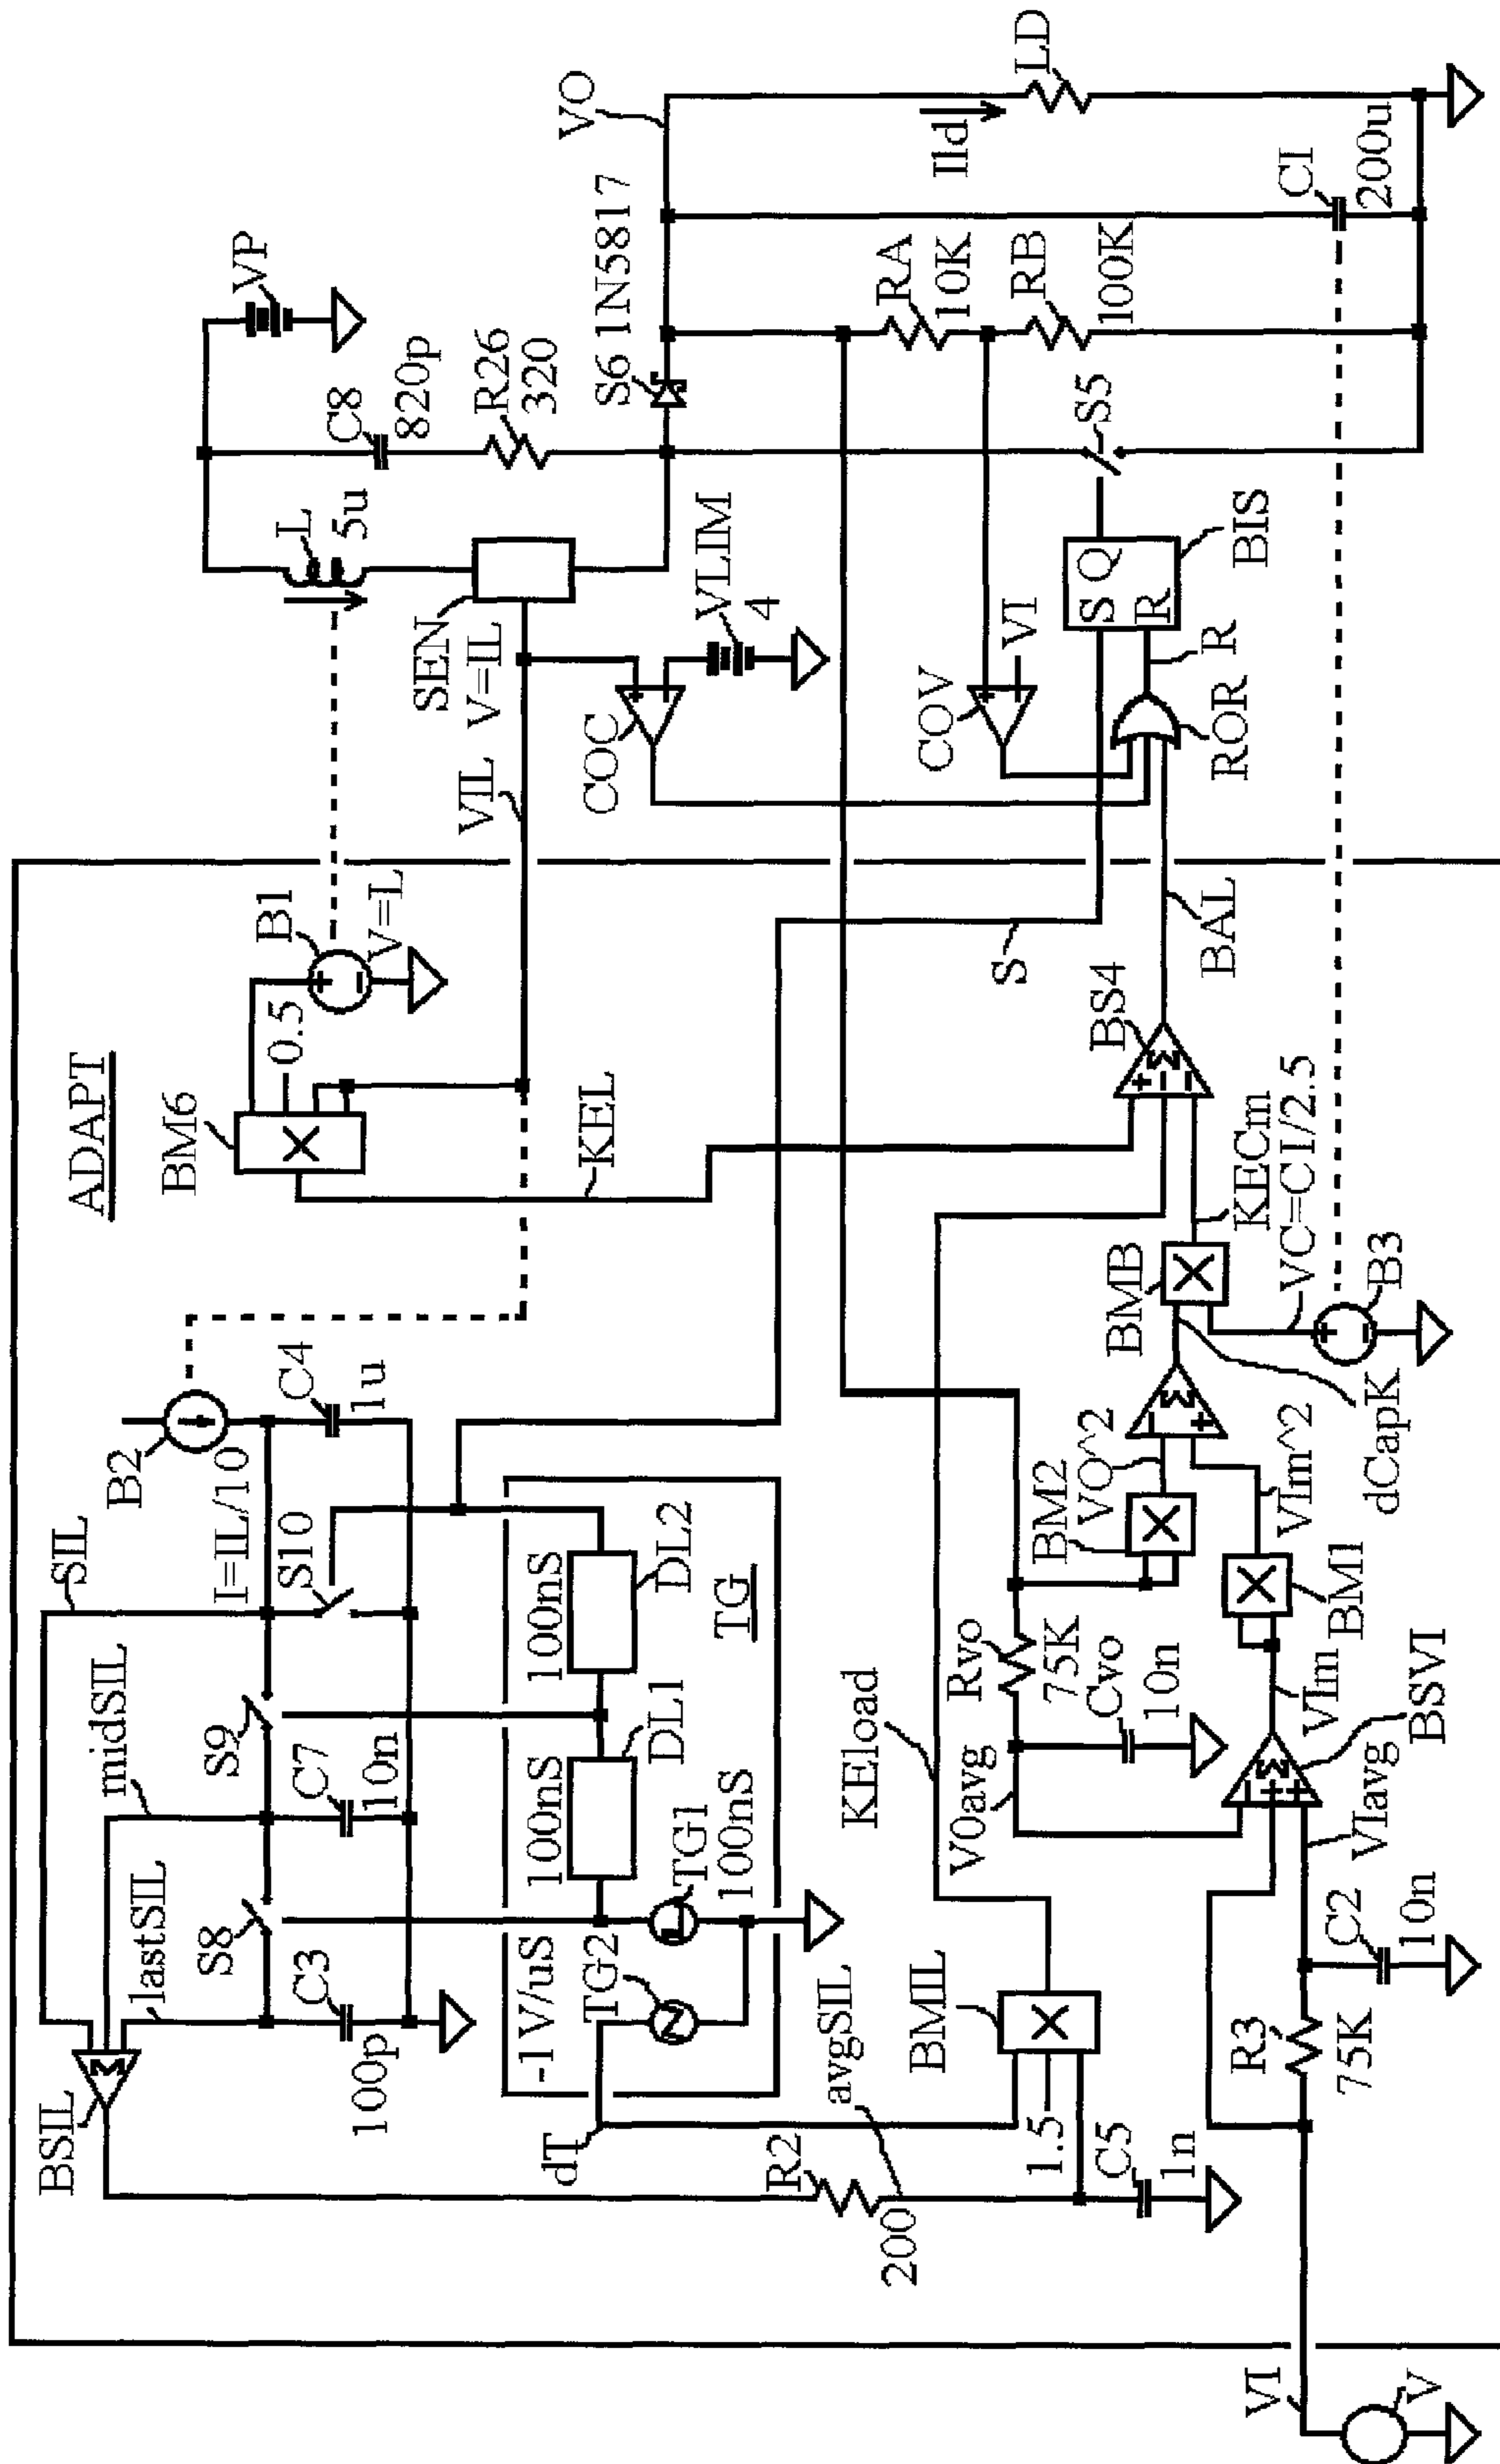 ADAPT
B1
V=L
0.5
BM6
KEL
B2
I=IL/10
C4
1u
SIL
S10
midSIL
S9
C7
10n
lastSIL
S8
C3
100p
BSIL
100nS
DL2
TG
100nS
DL1
TG1
100nS
-1V/uS
TG2
dT
R2
200
avgSIL
1.5
BMIL
C5
1n
KEload
V0avg
Rvo
75K
Cvo
10n
BM2
VO^2
BM1
VIm^2
VIm
BSVI
VIavg
C2
10n
R3
75K
VI
V
dCapK
BMB
KECm
VC=C1/2.5
B3
BS4
BAL
S
VIL
SEN
V=IL
L
5u
VP
C8
820p
R26
320
S6 1N5817
VO
Ild
LD
CI
200u
RA
10K
RB
100K
S5
BIS
S Q
R
R
ROR
COV
VI
COC
VLIM
4